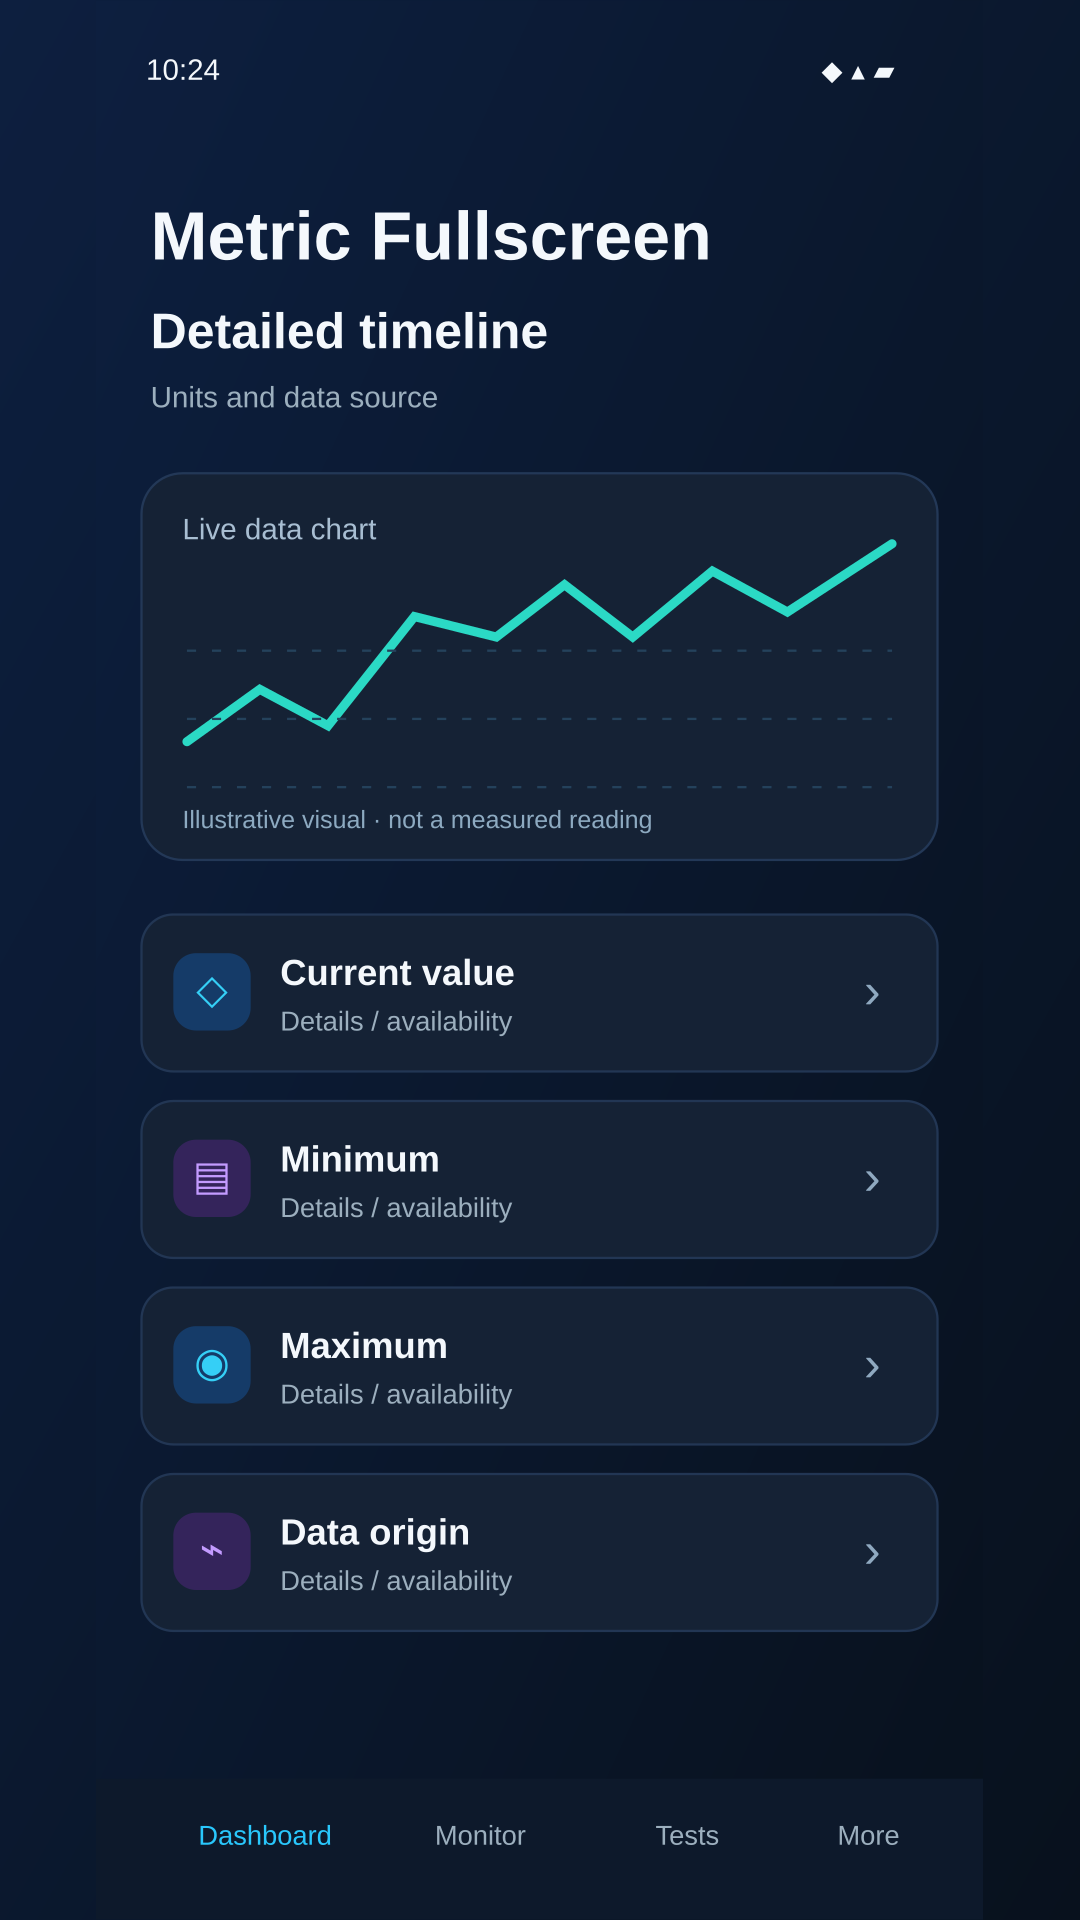 10:24
Metric Fullscreen
Detailed timeline
Units and data source
Live data chart
Illustrative visual · not a measured reading
Current value
Details / availability
Minimum
Details / availability
Maximum
Details / availability
Data origin
Details / availability
Dashboard Monitor Tests More